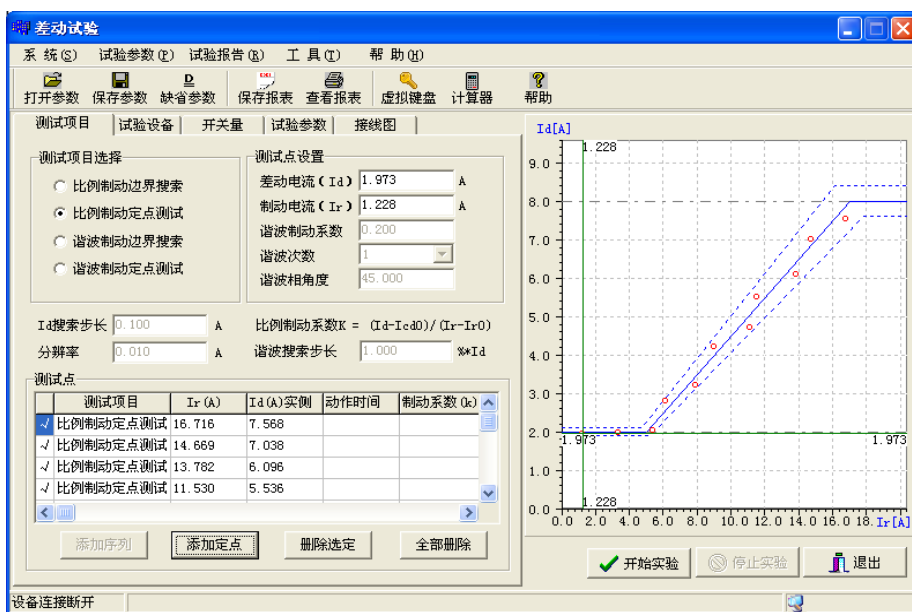 差动试验
系 统(S) 试验参数(P) 试验报告(R) 工 具(T) 帮 助(H)
打开参数 保存参数 缺省参数 保存报表 查看报表 虚拟键盘 计算器 帮助
测试项目 试验设备 开关量 试验参数 接线图
测试项目选择
比例制动边界搜索
比例制动定点测试
谐波制动边界搜索
谐波制动定点测试
测试点设置
差动电流(Id) 1.973 A
制动电流(Ir) 1.228 A
谐波制动系数 0.200
谐波次数 1
谐波相角度 45.000
Id搜索步长 0.100 A 比例制动系数K = (Id-Icd0)/(Ir-Ir0)
分辨率 0.010 A 谐波搜索步长 1.000 %*Id
测试点
测试项目 Ir(A) Id(A)实侧 动作时间 制动系数(k)
√ 比例制动定点测试 16.716 7.568
√ 比例制动定点测试 14.669 7.038
√ 比例制动定点测试 13.782 6.096
√ 比例制动定点测试 11.530 5.536
添加序列 添加定点 删除选定 全部删除
Id[A]
1.228
9.0
8.0
7.0
6.0
5.0
4.0
3.0
2.0
1.973 1.973
1.0
1.228
0.0
0.0 2.0 4.0 6.0 8.0 10.0 12.0 14.0 16.0 18. Ir[A]
开始实验 停止实验 退出
设备连接断开